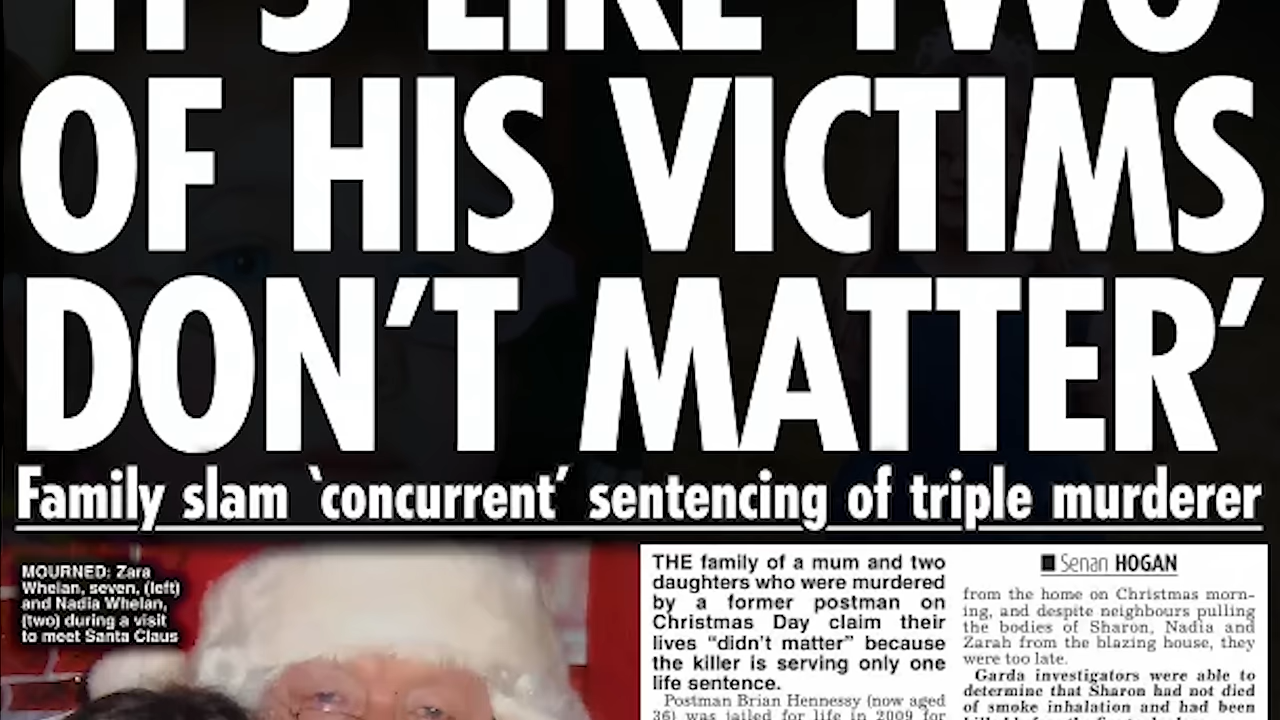 'IT'S LIKE TWO
OF HIS VICTIMS
DON'T MATTER'
Family slam 'concurrent' sentencing of triple murderer
MOURNED: Zara
Whelan, seven, (left)
and Nadia Whelan,
(two) during a visit
to meet Santa Claus
THE family of a mum and two
daughters who were murdered
by a former postman on
Christmas Day claim their
lives "didn't matter" because
the killer is serving only one
life sentence.
Postman Brian Hennessy (now aged
36) was jailed for life in 2009 for
Senan HOGAN
from the home on Christmas morn-
ing, and despite neighbours pulling
the bodies of Sharon, Nadia and
Zarah from the blazing house, they
were too late.
Garda investigators were able to
determine that Sharon had not died
of smoke inhalation and had been